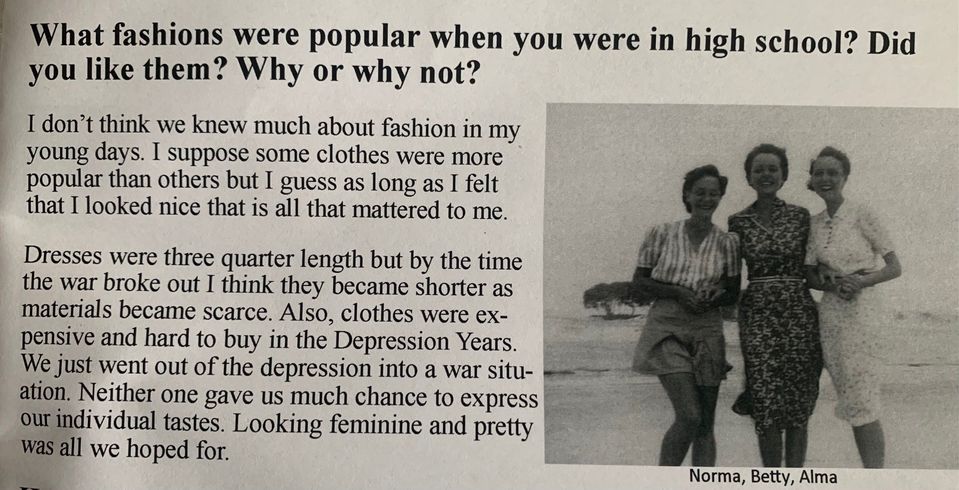 What fashions were popular when you were in high school? Did
you like them? Why or why not?
I don't think we knew much about fashion in my
young days. I suppose some clothes were more
popular than others but I guess as long as I felt
that I looked nice that is all that mattered to me.
Dresses were three quarter length but by the time
the war broke out I think they became shorter as
materials became scarce. Also, clothes were ex-
pensive and hard to buy in the Depression Years.
We just went out of the depression into a war situ-
ation. Neither one gave us much chance to express
our individual tastes. Looking feminine and pretty
was all we hoped for.
Norma, Betty, Alma